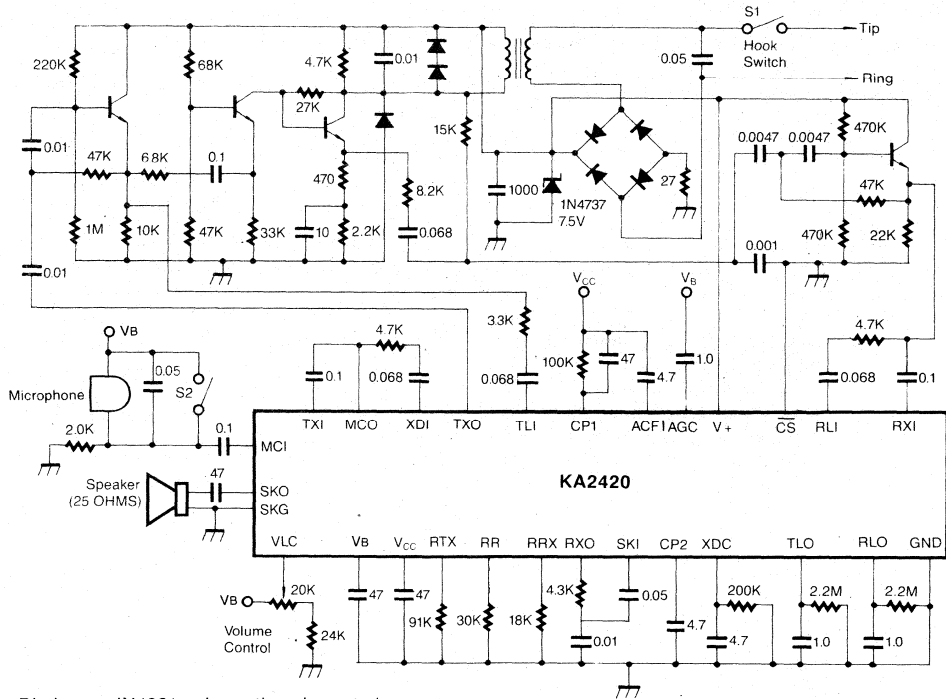 S1
Hook
Switch
Tip
Ring
0.05
220K
68K
4.7K
0.01
27K
15K
0.0047
0.0047
470K
0.01
47K
6.8K
0.1
470
8.2K
1000
1N4737
7.5V
27
47K
1M
10K
47K
33K
10
2.2K
0.068
0.001
470K
22K
0.01
VCC
VB
3.3K
4.7K
VB
0.05
S2
Microphone
2.0K
0.1
4.7K
0.1
0.068
0.068
100K
47
4.7
1.0
0.068
0.1
TXI
MCO
XDI
TXO
TLI
CP1
ACF1
AGC
V+
CS
RLI
RXI
MCI
KA2420
47
SKO
Speaker
(25 OHMS)
SKG
VLC
VB
VCC
RTX
RR
RRX
RXO
SKI
CP2
XDC
TLO
RLO
GND
VB
20K
Volume
Control
24K
47
47
91K
30K
18K
4.3K
0.01
0.05
4.7
200K
4.7
2.2M
1.0
2.2M
1.0